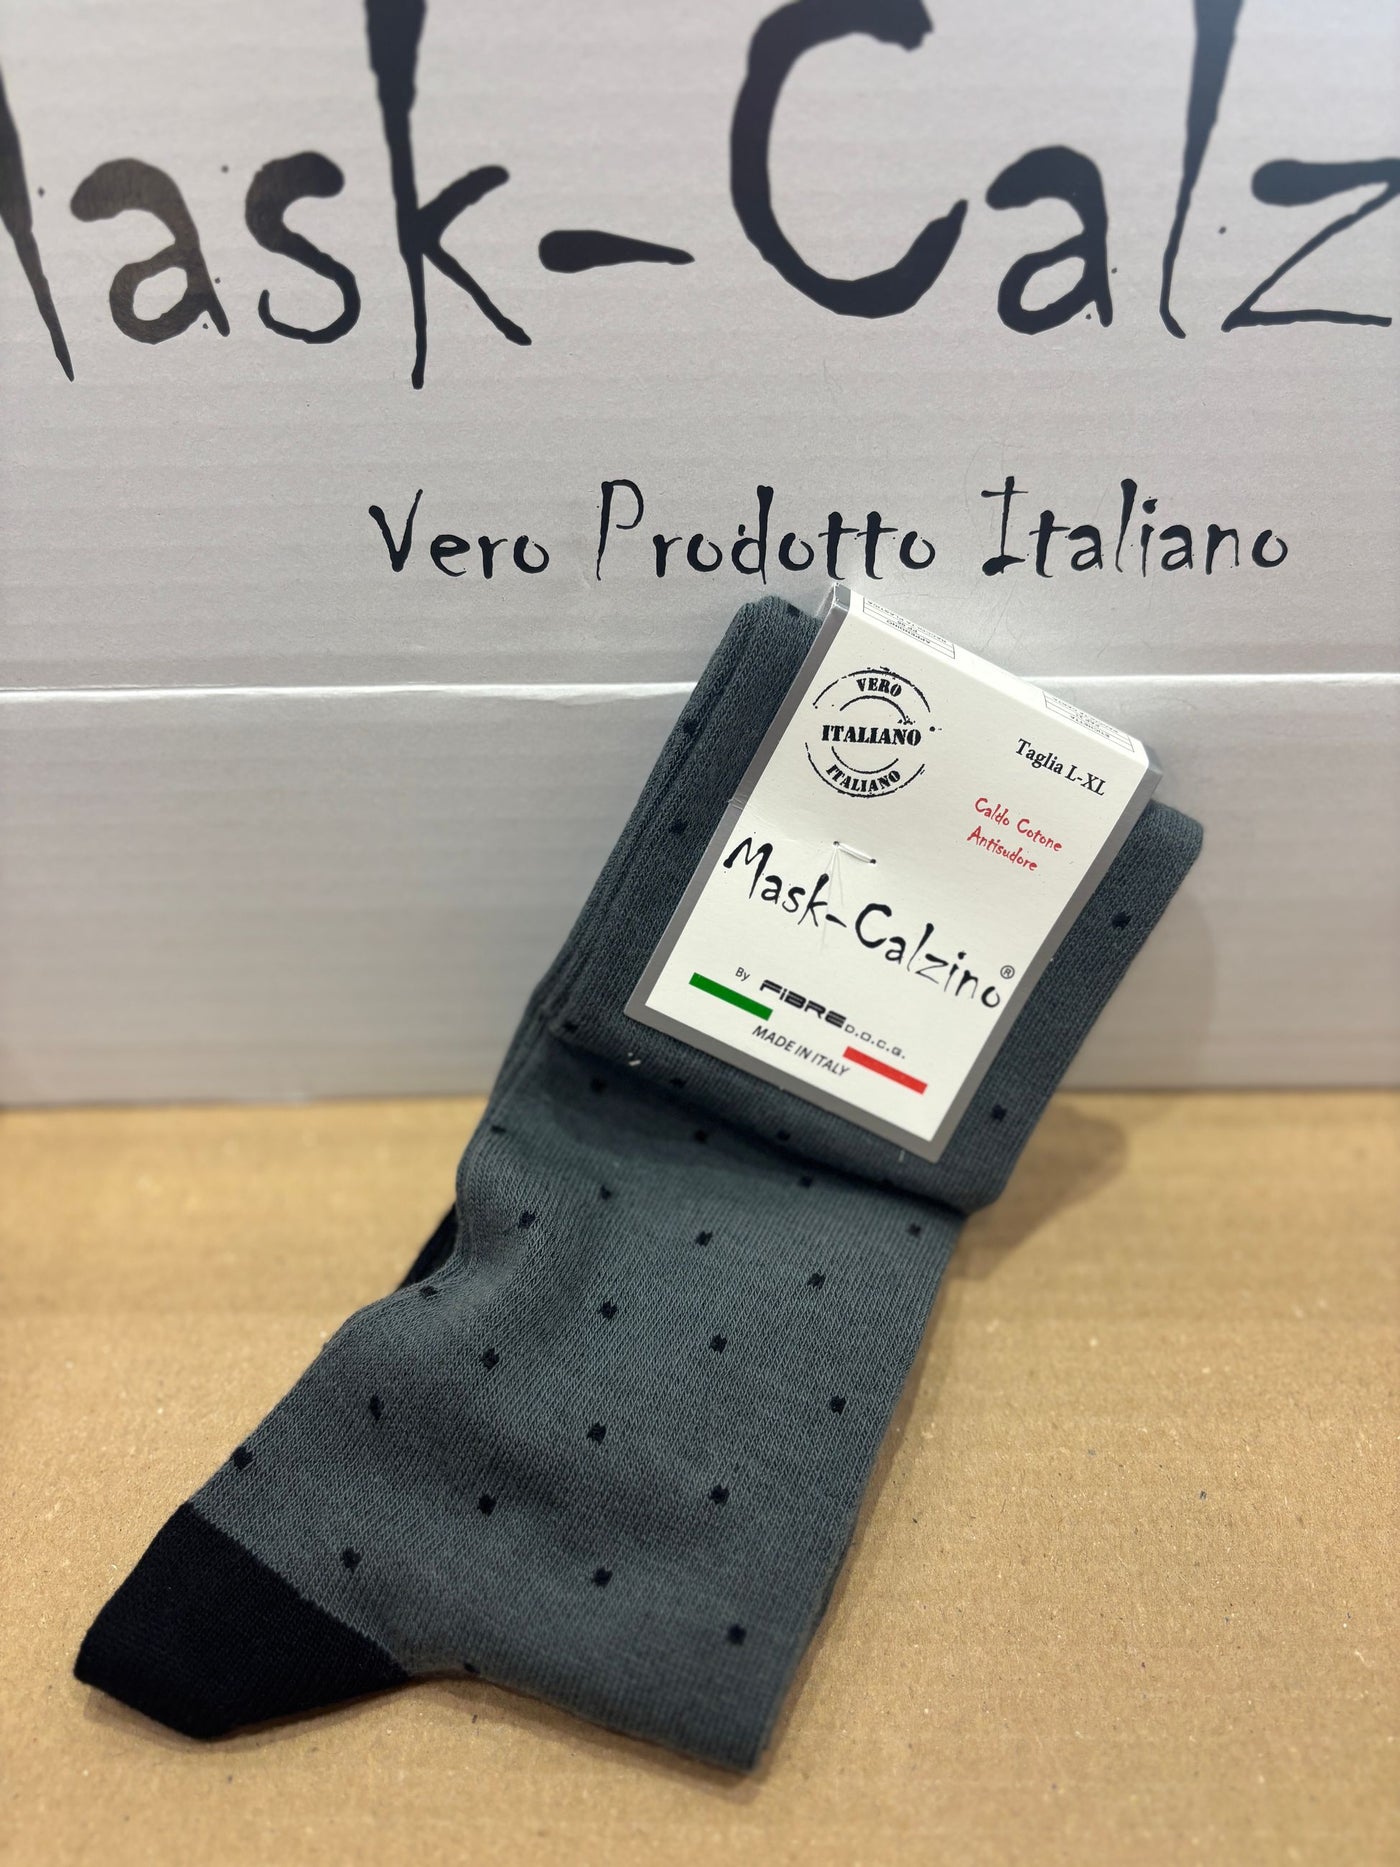 Mask-Calz
Vero Prodotto Italiano
VERO
ITALIANO
ITALIANO
Taglia L-XL
Caldo Cotone
Antisudore
Mask-Calzino®
By FIBRE D.O.C.G.
MADE IN ITALY